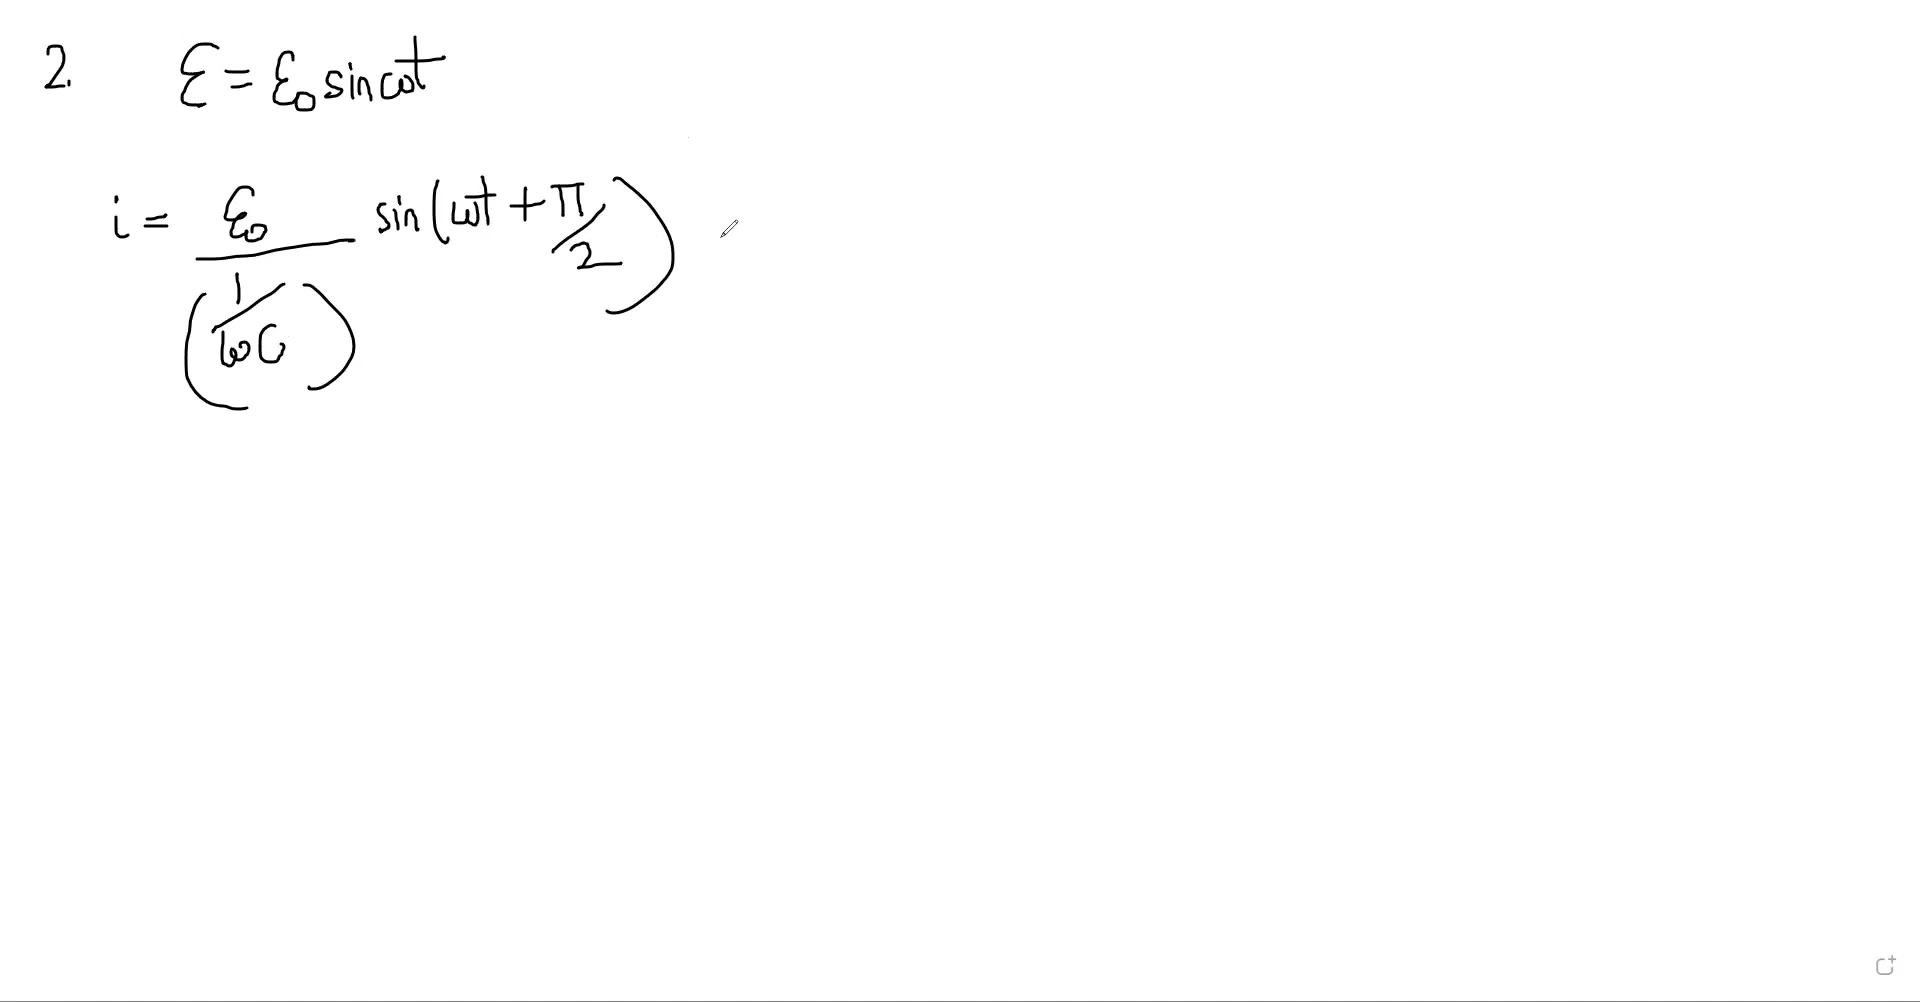 2. ε = ε₀ sin ωt
i = ε₀ / (1/ωC) sin(ωt + π/2)